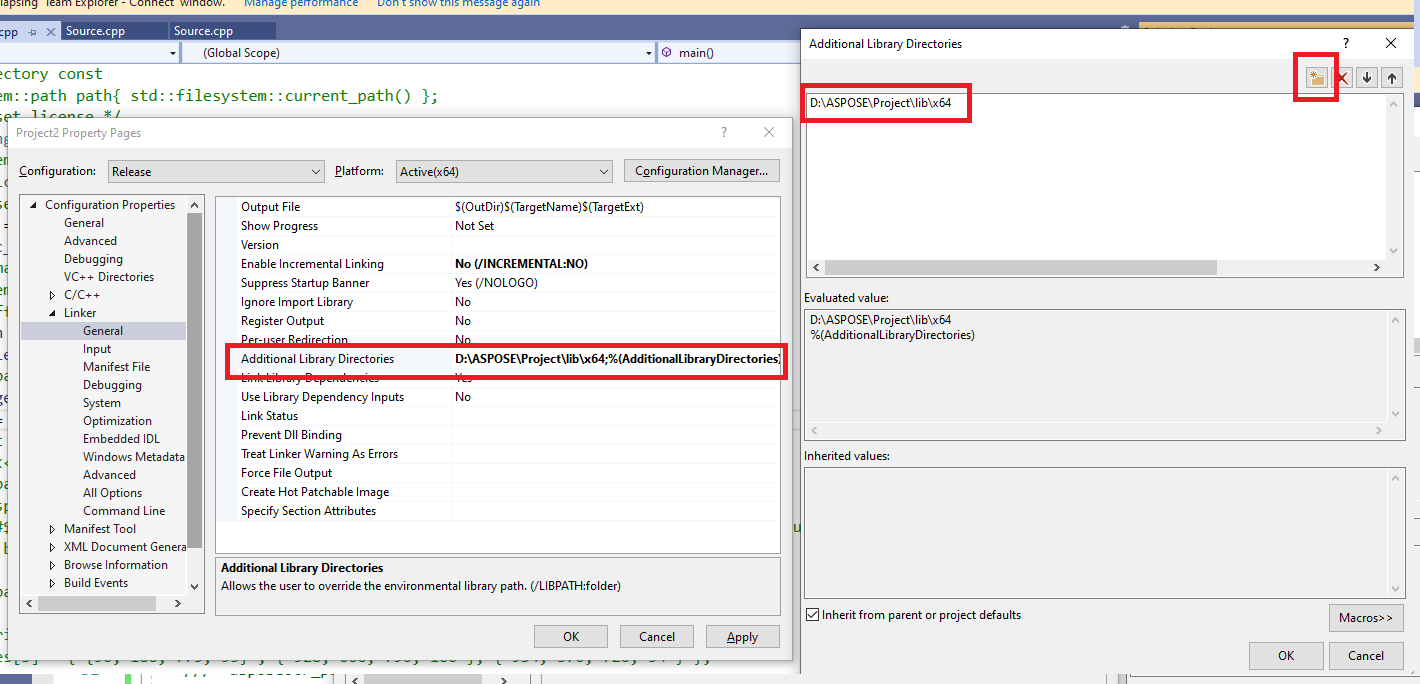 lapsing "Team Explorer - Connect" window. Manage performance Don't show this message again
cpp Source.cpp Source.cpp
(Global Scope) main()
ectory const
em::path path{ std::filesystem::current_path() };
set license */
Project2 Property Pages ?
Configuration: Release Platform: Active(x64) Configuration Manager...
Configuration Properties
General
Advanced
Debugging
VC++ Directories
C/C++
Linker
General
Input
Manifest File
Debugging
System
Optimization
Embedded IDL
Windows Metadata
Advanced
All Options
Command Line
Manifest Tool
XML Document Genera
Browse Information
Build Events
Output File $(OutDir)$(TargetName)$(TargetExt)
Show Progress Not Set
Version
Enable Incremental Linking No (/INCREMENTAL:NO)
Suppress Startup Banner Yes (/NOLOGO)
Ignore Import Library No
Register Output No
Per-user Redirection No
Additional Library Directories D:\ASPOSE\Project\lib\x64;%(AdditionalLibraryDirectories)
Link Library Dependencies Yes
Use Library Dependency Inputs No
Link Status
Prevent Dll Binding
Treat Linker Warning As Errors
Force File Output
Create Hot Patchable Image
Specify Section Attributes
Additional Library Directories
Allows the user to override the environmental library path. (/LIBPATH:folder)
OK Cancel Apply
Additional Library Directories ?
D:\ASPOSE\Project\lib\x64
Evaluated value:
D:\ASPOSE\Project\lib\x64
%(AdditionalLibraryDirectories)
Inherited values:
Inherit from parent or project defaults
Macros>>
OK Cancel